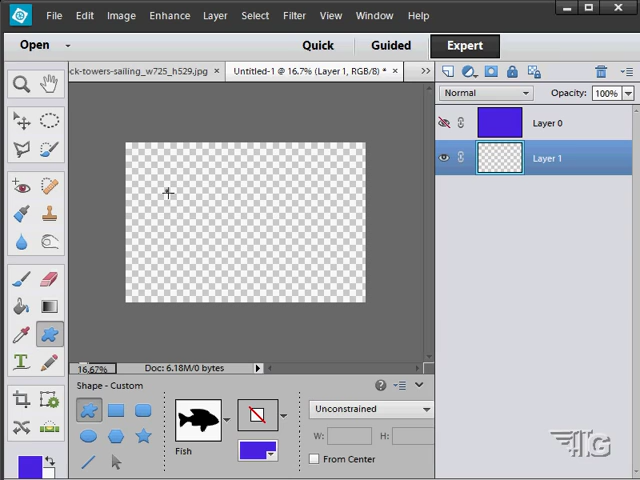 File Edit Image Enhance Layer Select Filter View Window Help
Open Quick Guided Expert
ck-towers-sailing_w725_h529.jpg × Untitled-1 @ 16.7% (Layer 1, RGB/8) * ×
Normal Opacity: 100%
Layer 0
Layer 1
16.67% Doc: 6.18M/0 bytes
Shape - Custom
Unconstrained
W: H:
Fish
From Center
TG